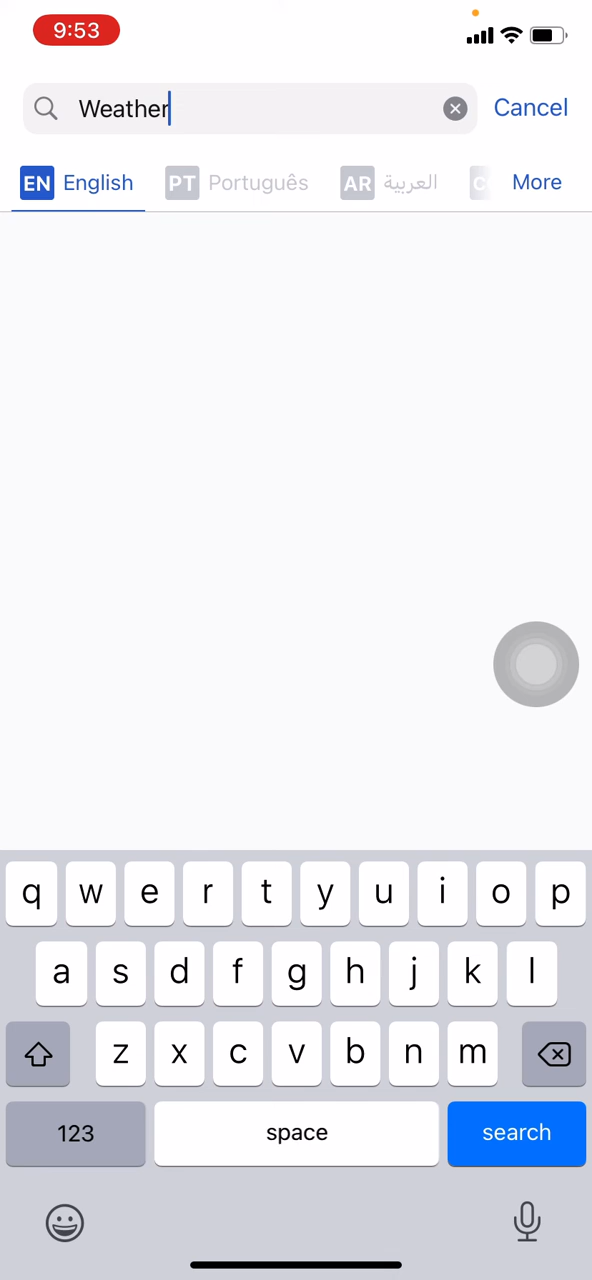 9:53
Weather
Cancel
EN English
PT Português
AR العربية
More
q w e r t y u i o p
a s d f g h j k l
z x c v b n m
123 space search